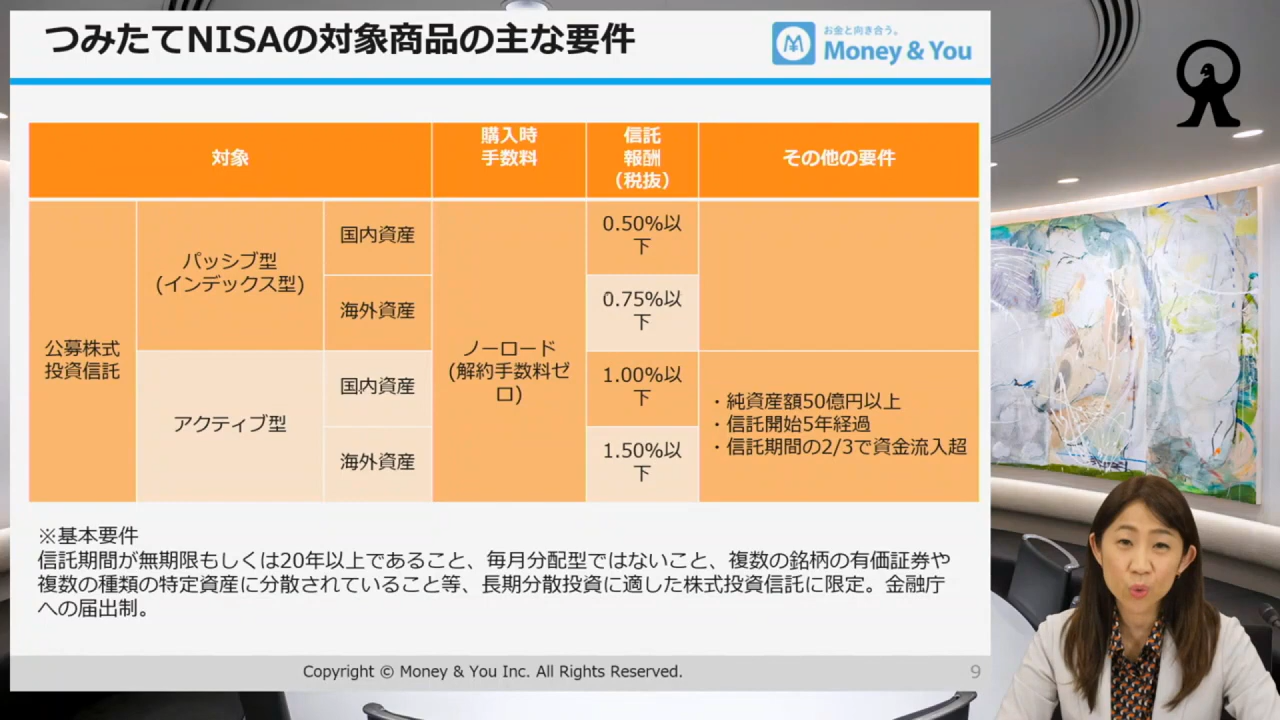 つみたてNISAの対象商品の主な要件
お金と向き合う。
Money & You
対象
購入時
手数料
信託
報酬
（税抜）
その他の要件
公募株式
投資信託
パッシブ型
(インデックス型)
国内資産
海外資産
アクティブ型
国内資産
海外資産
ノーロード
(解約手数料ゼ
ロ)
0.50%以
下
0.75%以
下
1.00%以
下
1.50%以
下
・純資産額50億円以上
・信託開始5年経過
・信託期間の2/3で資金流入超
※基本要件
信託期間が無期限もしくは20年以上であること、毎月分配型ではないこと、複数の銘柄の有価証券や
複数の種類の特定資産に分散されていること等、長期分散投資に適した株式投資信託に限定。金融庁
への届出制。
Copyright © Money & You Inc. All Rights Reserved.
9